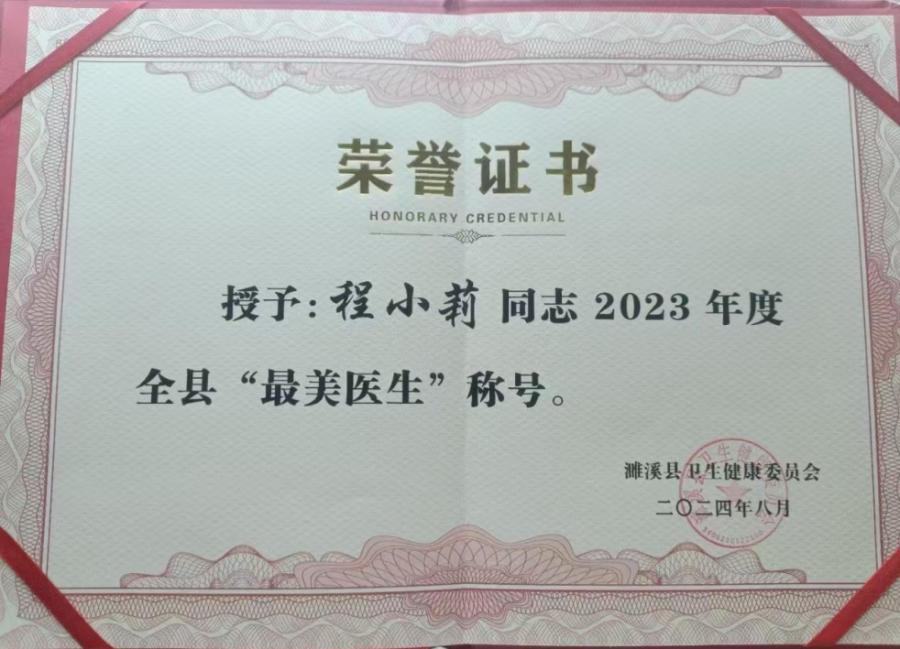 荣誉证书
HONORARY CREDENTIAL
授予:程小莉 同志 2023 年度
全县“最美医生”称号。
濉溪县卫生健康委员会
二〇二四年八月